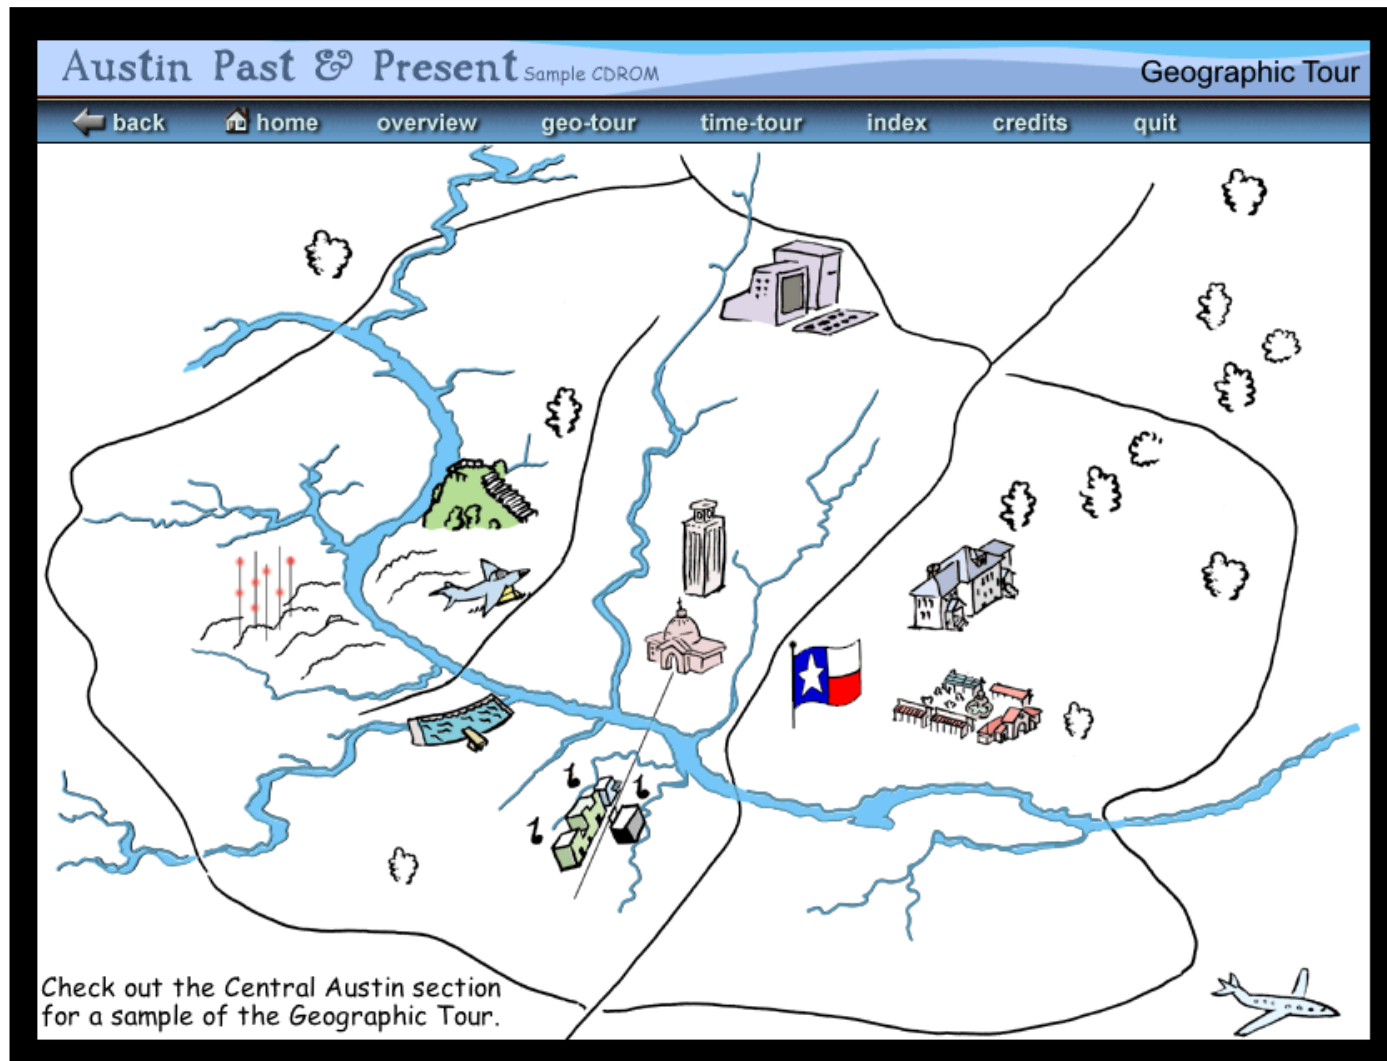 Austin Past & Present Sample CDROM
Geographic Tour
back home overview geo-tour time-tour index credits quit
Check out the Central Austin section
for a sample of the Geographic Tour.